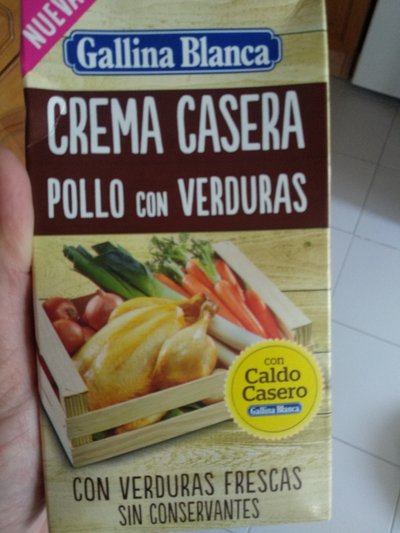 NUEVA
Gallina Blanca
CREMA CASERA
POLLO CON VERDURAS
con
Caldo
Casero
Gallina Blanca
CON VERDURAS FRESCAS
SIN CONSERVANTES